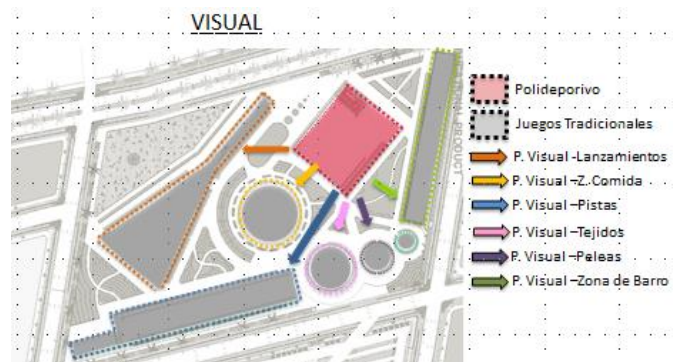 VISUAL
Polideporivo
Juegos Tradicionales
P. Visual -Lanzamientos
P. Visual –Z. Comida
P. Visual –Pistas
P. Visual –Tejidos
P. Visual –Peleas
P. Visual –Zona de Barro